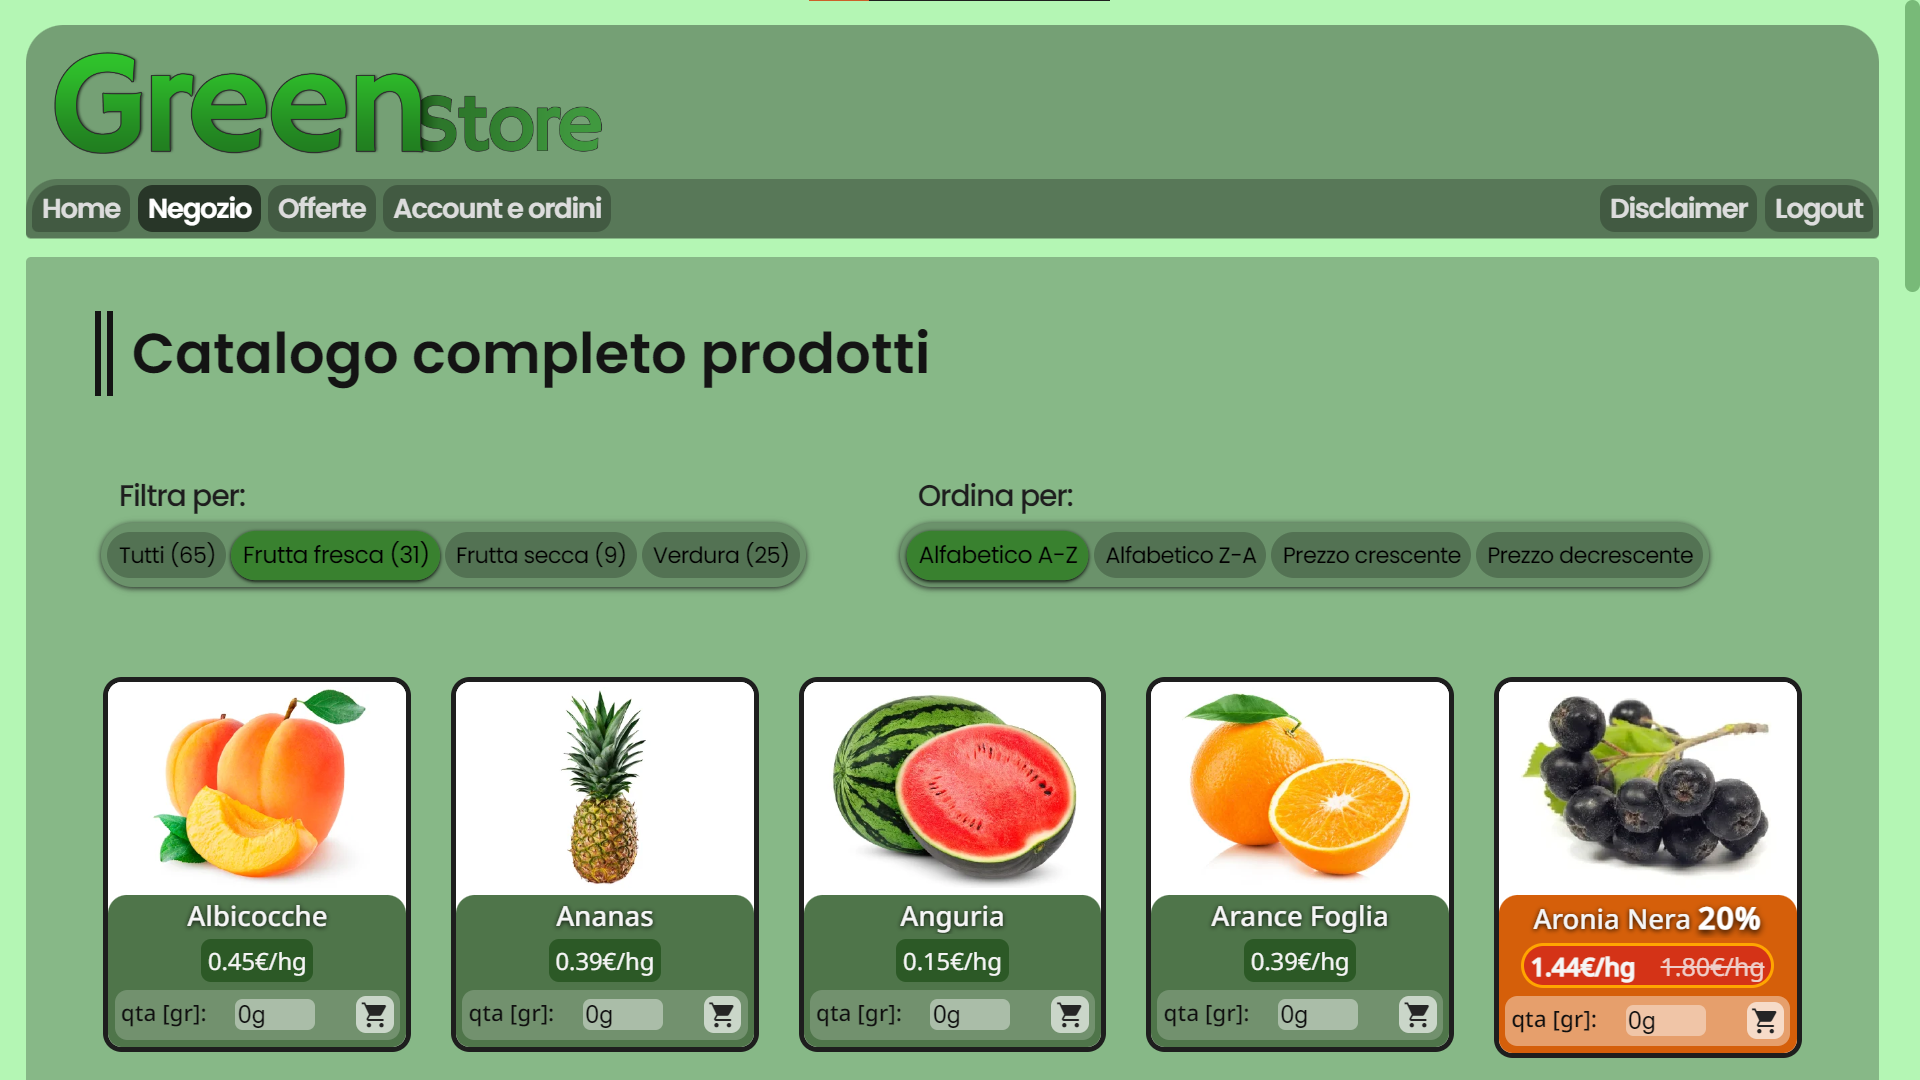 GreenStore
Home Negozio Offerte Account e ordini Disclaimer Logout
Catalogo completo prodotti
Filtra per: Ordina per:
Tutti (65) Frutta fresca (31) Frutta secca (9) Verdura (25) Alfabetico A-Z Alfabetico Z-A Prezzo crescente Prezzo decrescente
Albicocche Ananas Anguria Arance Foglia Aronia Nera 20%
0.45€/hg 0.39€/hg 0.15€/hg 0.39€/hg 1.44€/hg 1.80€/hg
qta [gr]: 0g qta [gr]: 0g qta [gr]: 0g qta [gr]: 0g qta [gr]: 0g